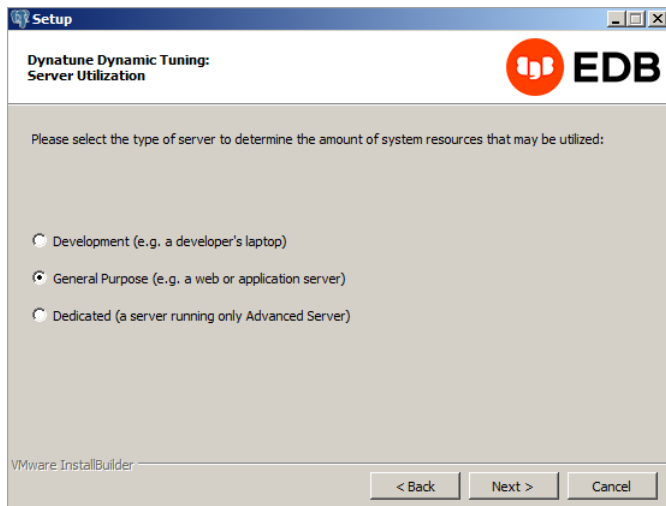 Setup
Dynatune Dynamic Tuning:
Server Utilization
EDB
Please select the type of server to determine the amount of system resources that may be utilized:
Development (e.g. a developer's laptop)
General Purpose (e.g. a web or application server)
Dedicated (a server running only Advanced Server)
VMware InstallBuilder
< Back
Next >
Cancel